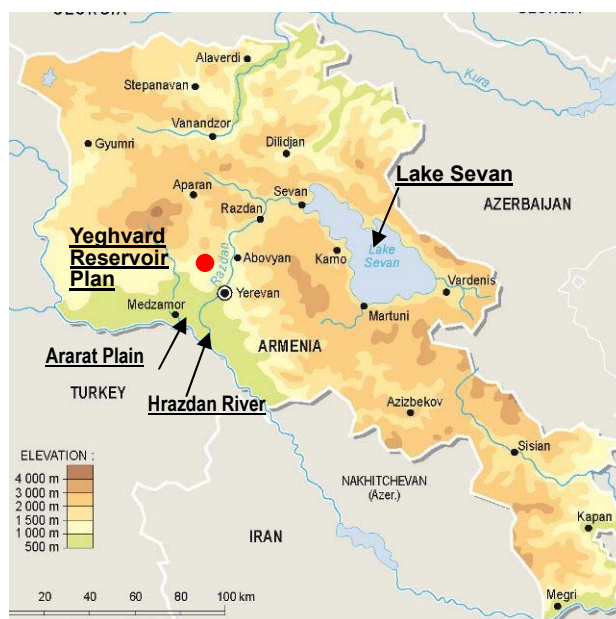 GEORGIA
GEORGIA
Alaverdi
Kura
Stepanavan
Vanandzor
Gyumri
Dilidjan
Lake Sevan
Aparan
Sevan
AZERBAIJAN
Razdan
Yeghvard
Reservoir
Plan
Razdan
Abovyan
Kamo
Lake
Sevan
Vardenis
Yerevan
Medzamor
Martuni
Ararat Plain
ARMENIA
TURKEY
Hrazdan River
Azizbekov
Sisian
ELEVATION :
4 000 m
3 000 m
2 000 m
1 500 m
1 000 m
500 m
NAKHITCHEVAN
(Azer.)
Kapan
IRAN
Megri
20 40 60 80 100 km